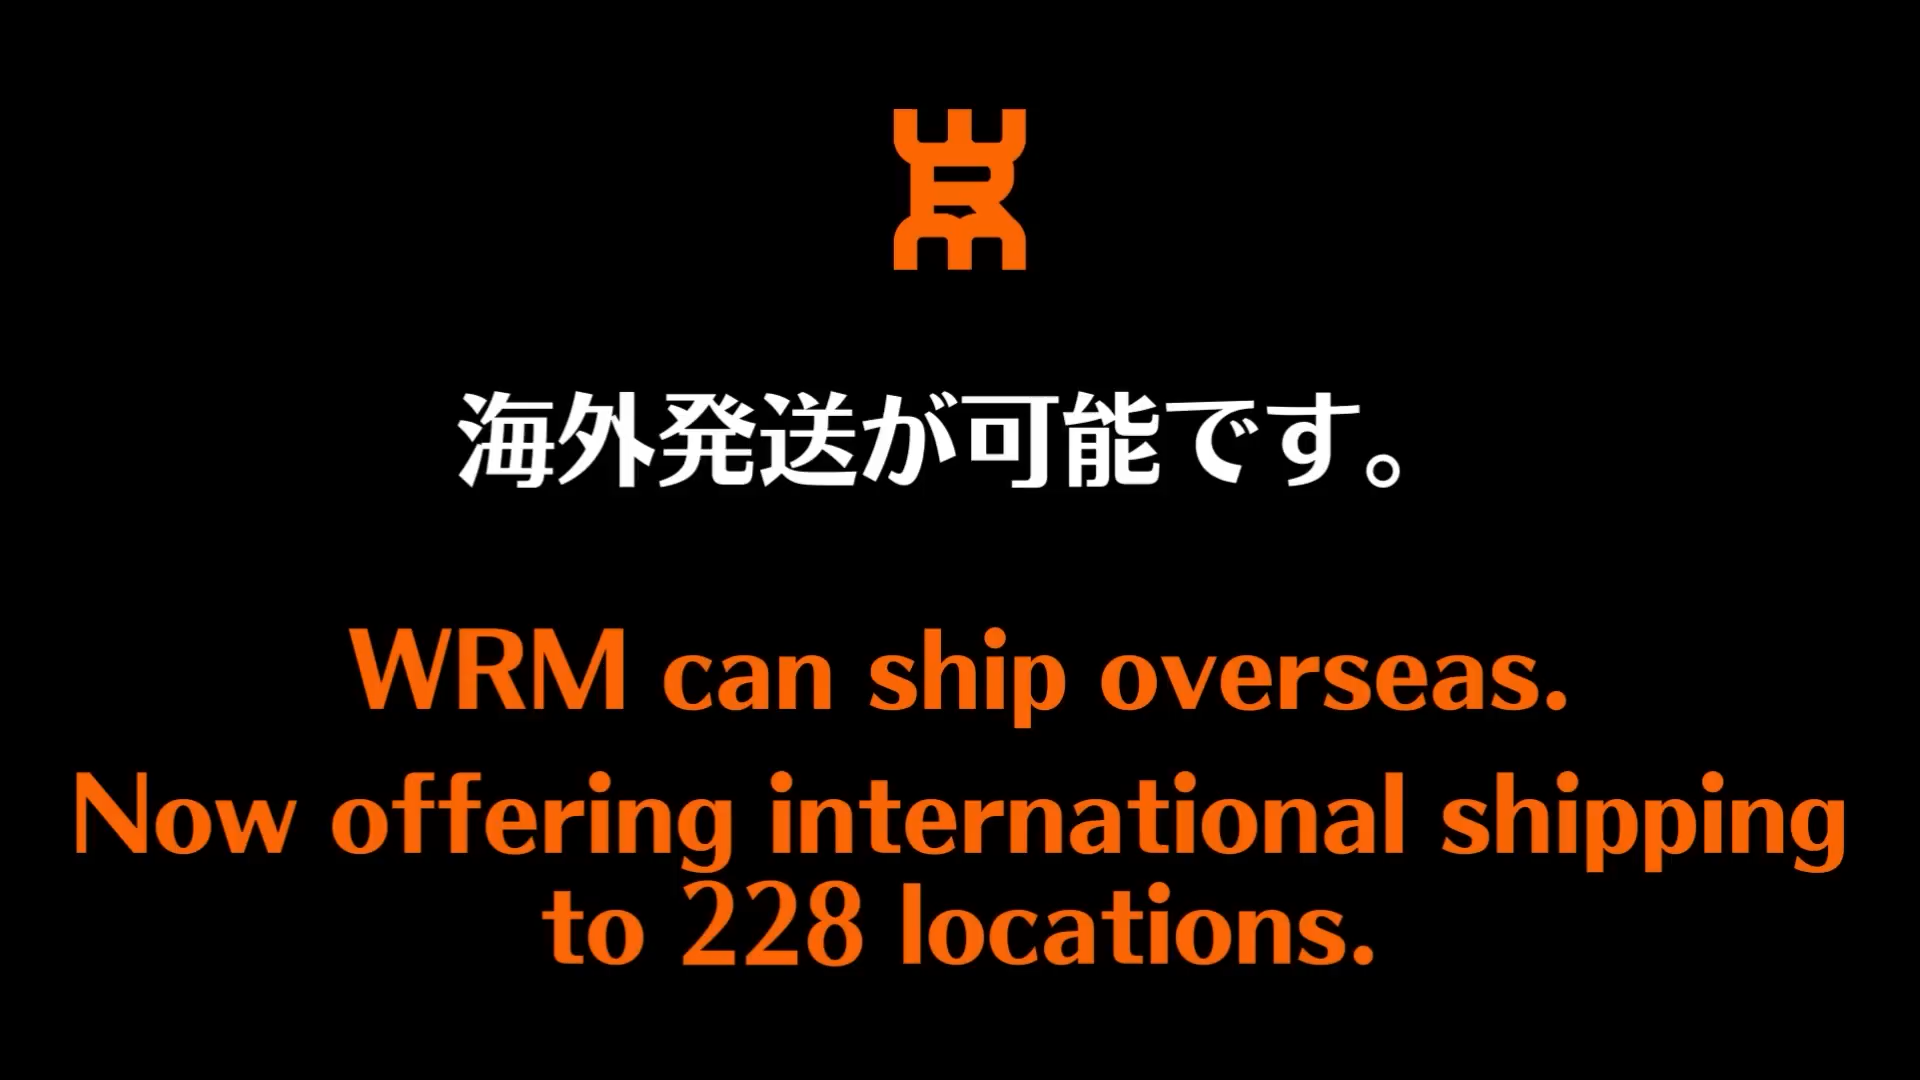 海外発送が可能です。
WRM can ship overseas.
Now offering international shipping
to 228 locations.